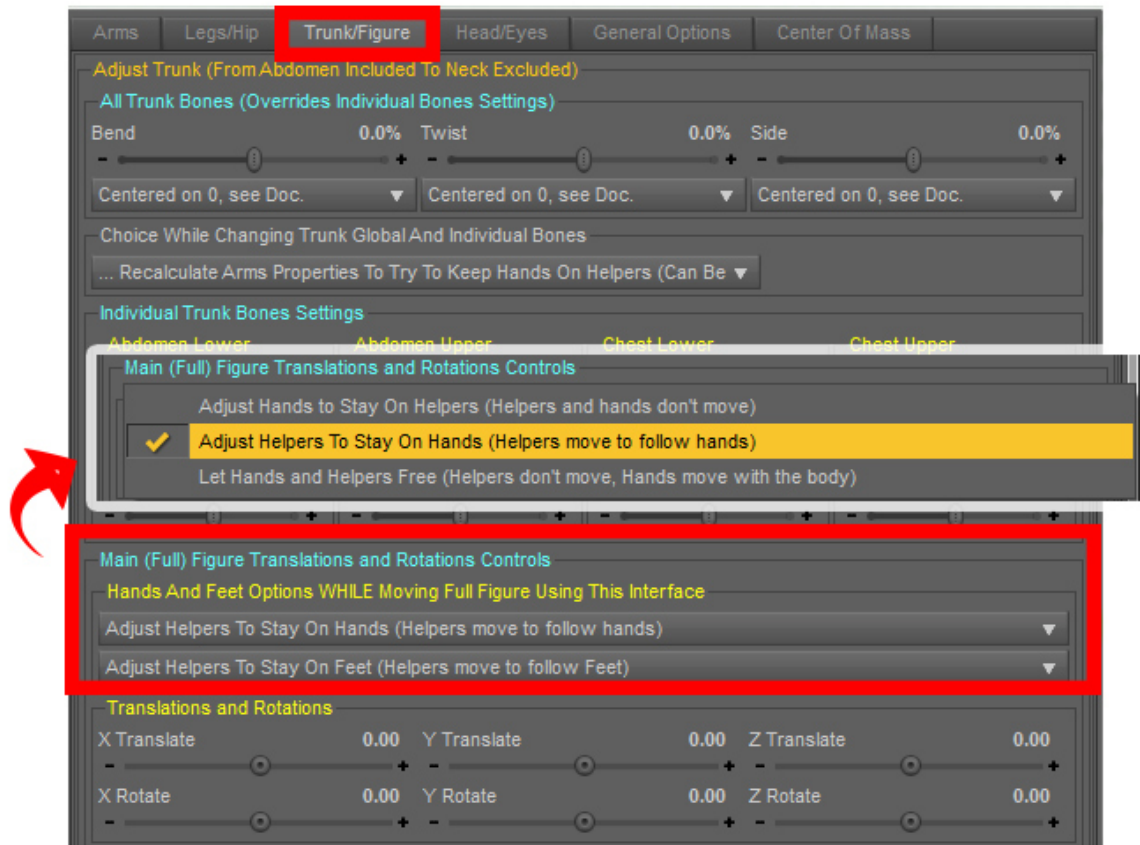 Arms Legs/Hip Trunk/Figure Head/Eyes General Options Center Of Mass
Adjust Trunk (From Abdomen Included To Neck Excluded)
All Trunk Bones (Overrides Individual Bones Settings)
Bend 0.0% Twist 0.0% Side 0.0%
- + - + - +
Centered on 0, see Doc. Centered on 0, see Doc. Centered on 0, see Doc.
Choice While Changing Trunk Global And Individual Bones
... Recalculate Arms Properties To Try To Keep Hands On Helpers (Can Be
Individual Trunk Bones Settings
Abdomen Lower Abdomen Upper Chest Lower Chest Upper
Main (Full) Figure Translations and Rotations Controls
Adjust Hands to Stay On Helpers (Helpers and hands don't move)
Adjust Helpers To Stay On Hands (Helpers move to follow hands)
Let Hands and Helpers Free (Helpers don't move, Hands move with the body)
- + - + - + - +
Main (Full) Figure Translations and Rotations Controls
Hands And Feet Options WHILE Moving Full Figure Using This Interface
Adjust Helpers To Stay On Hands (Helpers move to follow hands)
Adjust Helpers To Stay On Feet (Helpers move to follow Feet)
Translations and Rotations
X Translate 0.00 Y Translate 0.00 Z Translate 0.00
- + - + - +
X Rotate 0.00 Y Rotate 0.00 Z Rotate 0.00
- + - + - +